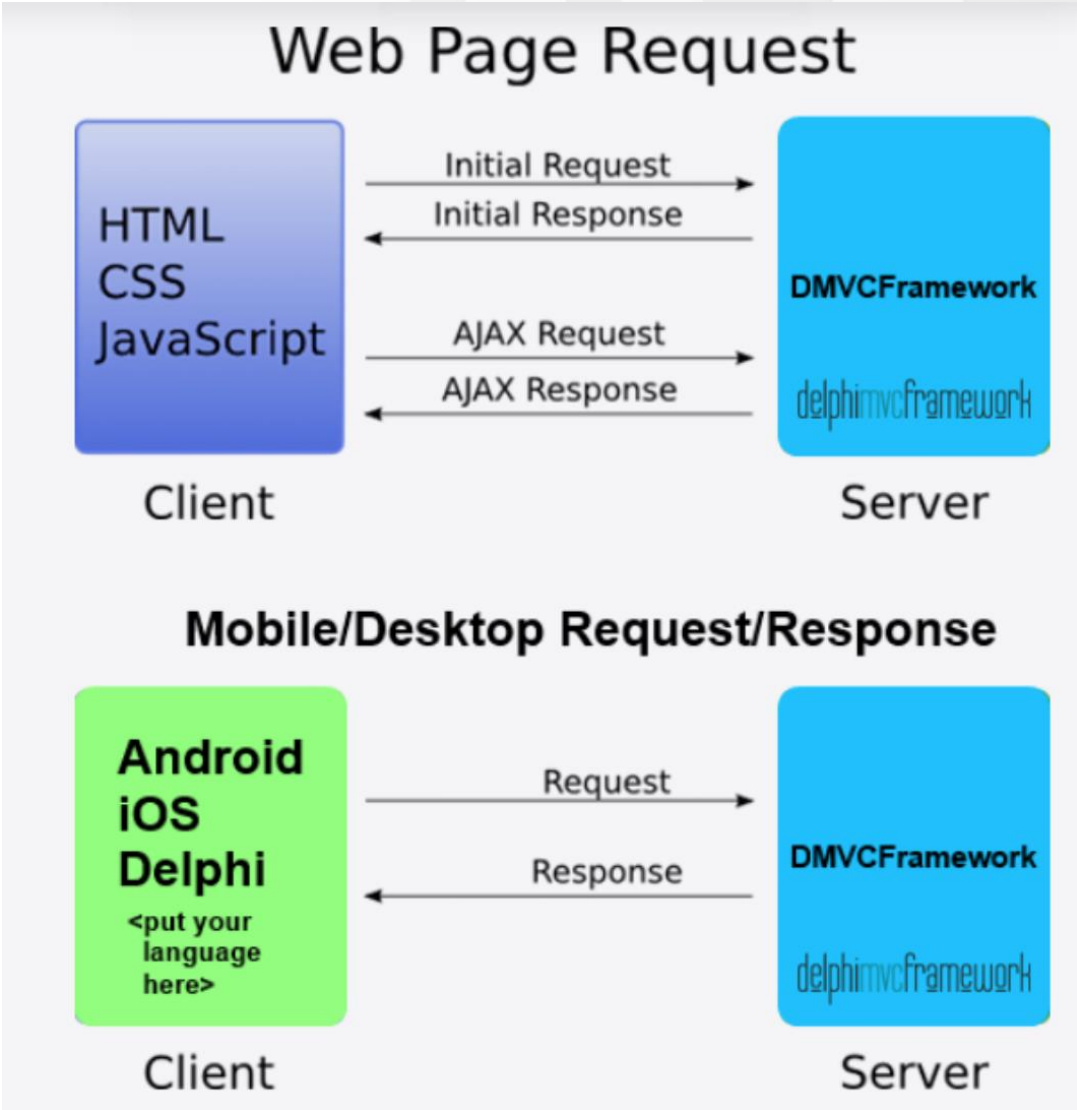 Web Page Request
HTML
CSS
JavaScript
Initial Request
Initial Response
AJAX Request
AJAX Response
DMVCFramework
delphimvcframework
Client
Server
Mobile/Desktop Request/Response
Android
iOS
Delphi
<put your
language
here>
Request
Response
DMVCFramework
delphimvcframework
Client
Server